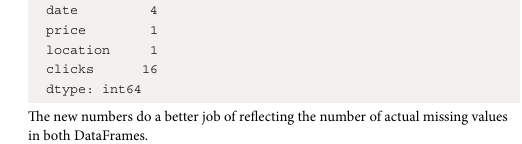 date 4
price 1
location 1
clicks 16
dtype: int64
The new numbers do a better job of reflecting the number of actual missing values
in both DataFrames.